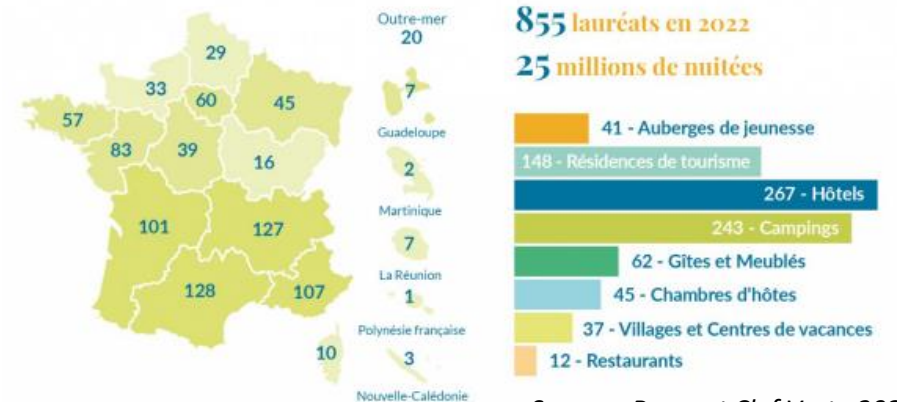 855 lauréats en 2022
25 millions de nuitées
Outre-mer
20
29
33
60
45
57
83
39
16
101
127
128
107
10
7
Guadeloupe
2
Martinique
7
La Réunion
1
Polynésie française
3
Nouvelle-Calédonie
41 - Auberges de jeunesse
148 - Résidences de tourisme
267 - Hôtels
243 - Campings
62 - Gîtes et Meublés
45 - Chambres d'hôtes
37 - Villages et Centres de vacances
12 - Restaurants